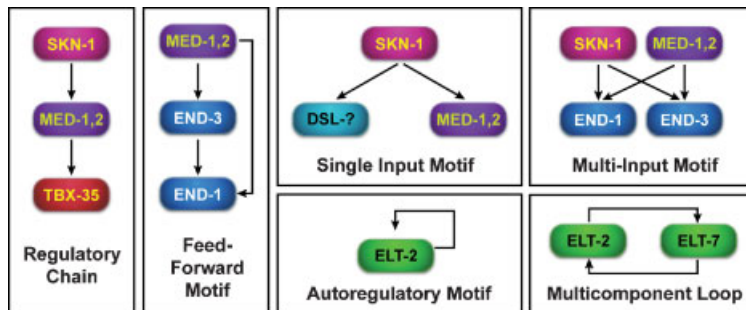 SKN-1
MED-1,2
TBX-35
Regulatory
Chain
MED-1,2
END-3
END-1
Feed-
Forward
Motif
SKN-1
DSL-?
MED-1,2
Single Input Motif
SKN-1
MED-1,2
END-1
END-3
Multi-Input Motif
ELT-2
Autoregulatory Motif
ELT-2
ELT-7
Multicomponent Loop